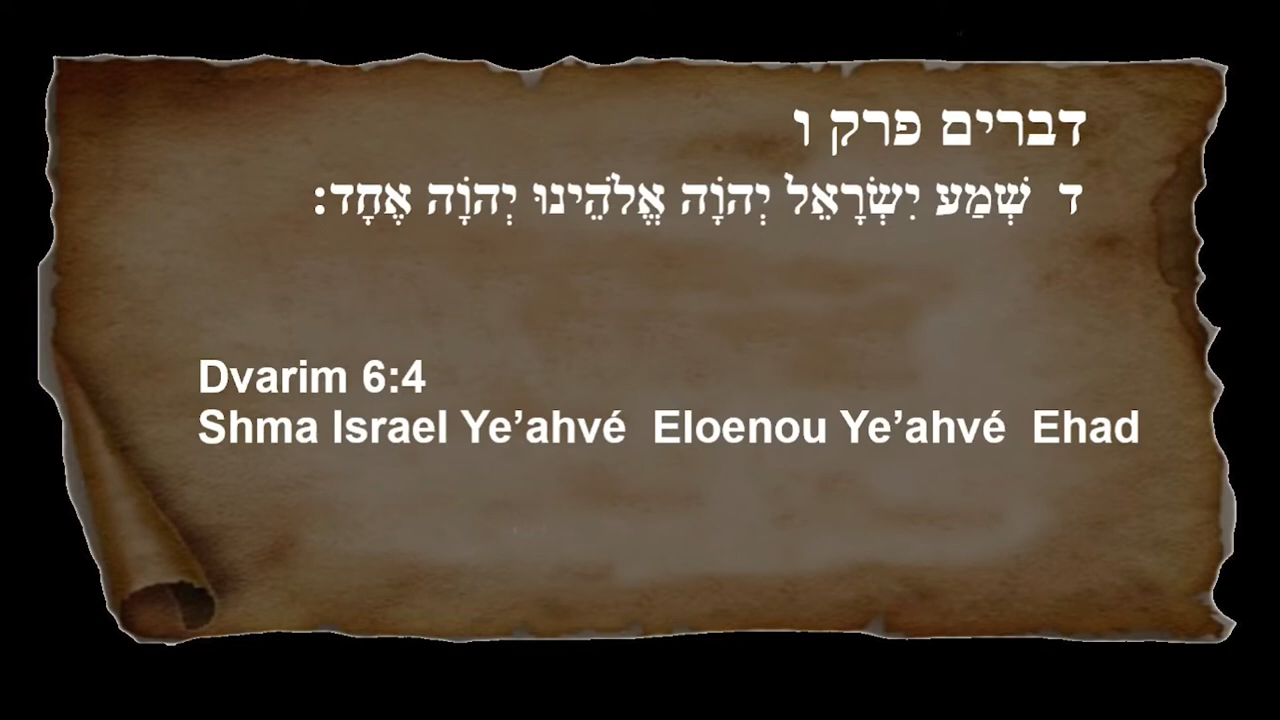 דברים פרק ו
ד  שְׁמַע יִשְׂרָאֵל יְהוָֹה אֱלֹהֵינוּ יְהוָֹה אֶחָד:
Dvarim 6:4
Shma Israel Ye’ahvé  Eloenou Ye’ahvé  Ehad